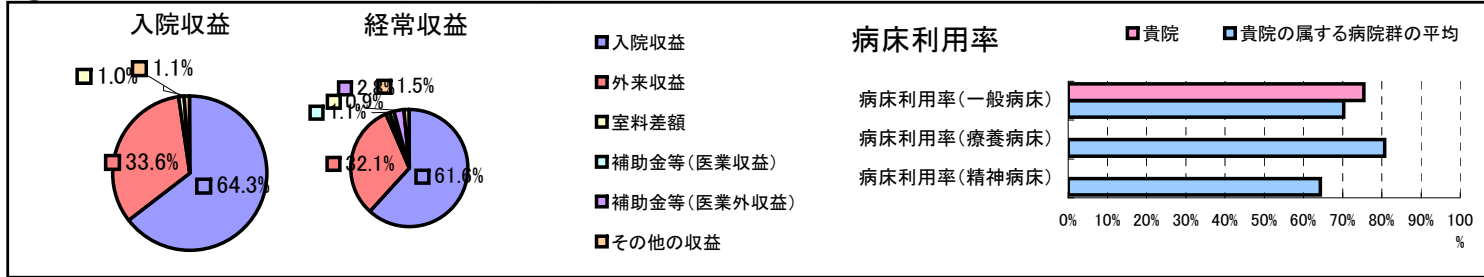 入院収益
1.0%
1.1%
33.6%
64.3%
経常収益
2.8%
1.5%
0.9%
1.1%
32.1%
61.6%
入院収益
外来収益
室料差額
補助金等(医業収益)
補助金等(医業外収益)
その他の収益
病床利用率
貴院
貴院の属する病院群の平均
病床利用率(一般病床)
病床利用率(療養病床)
病床利用率(精神病床)
0% 10% 20% 30% 40% 50% 60% 70% 80% 90% 100
%